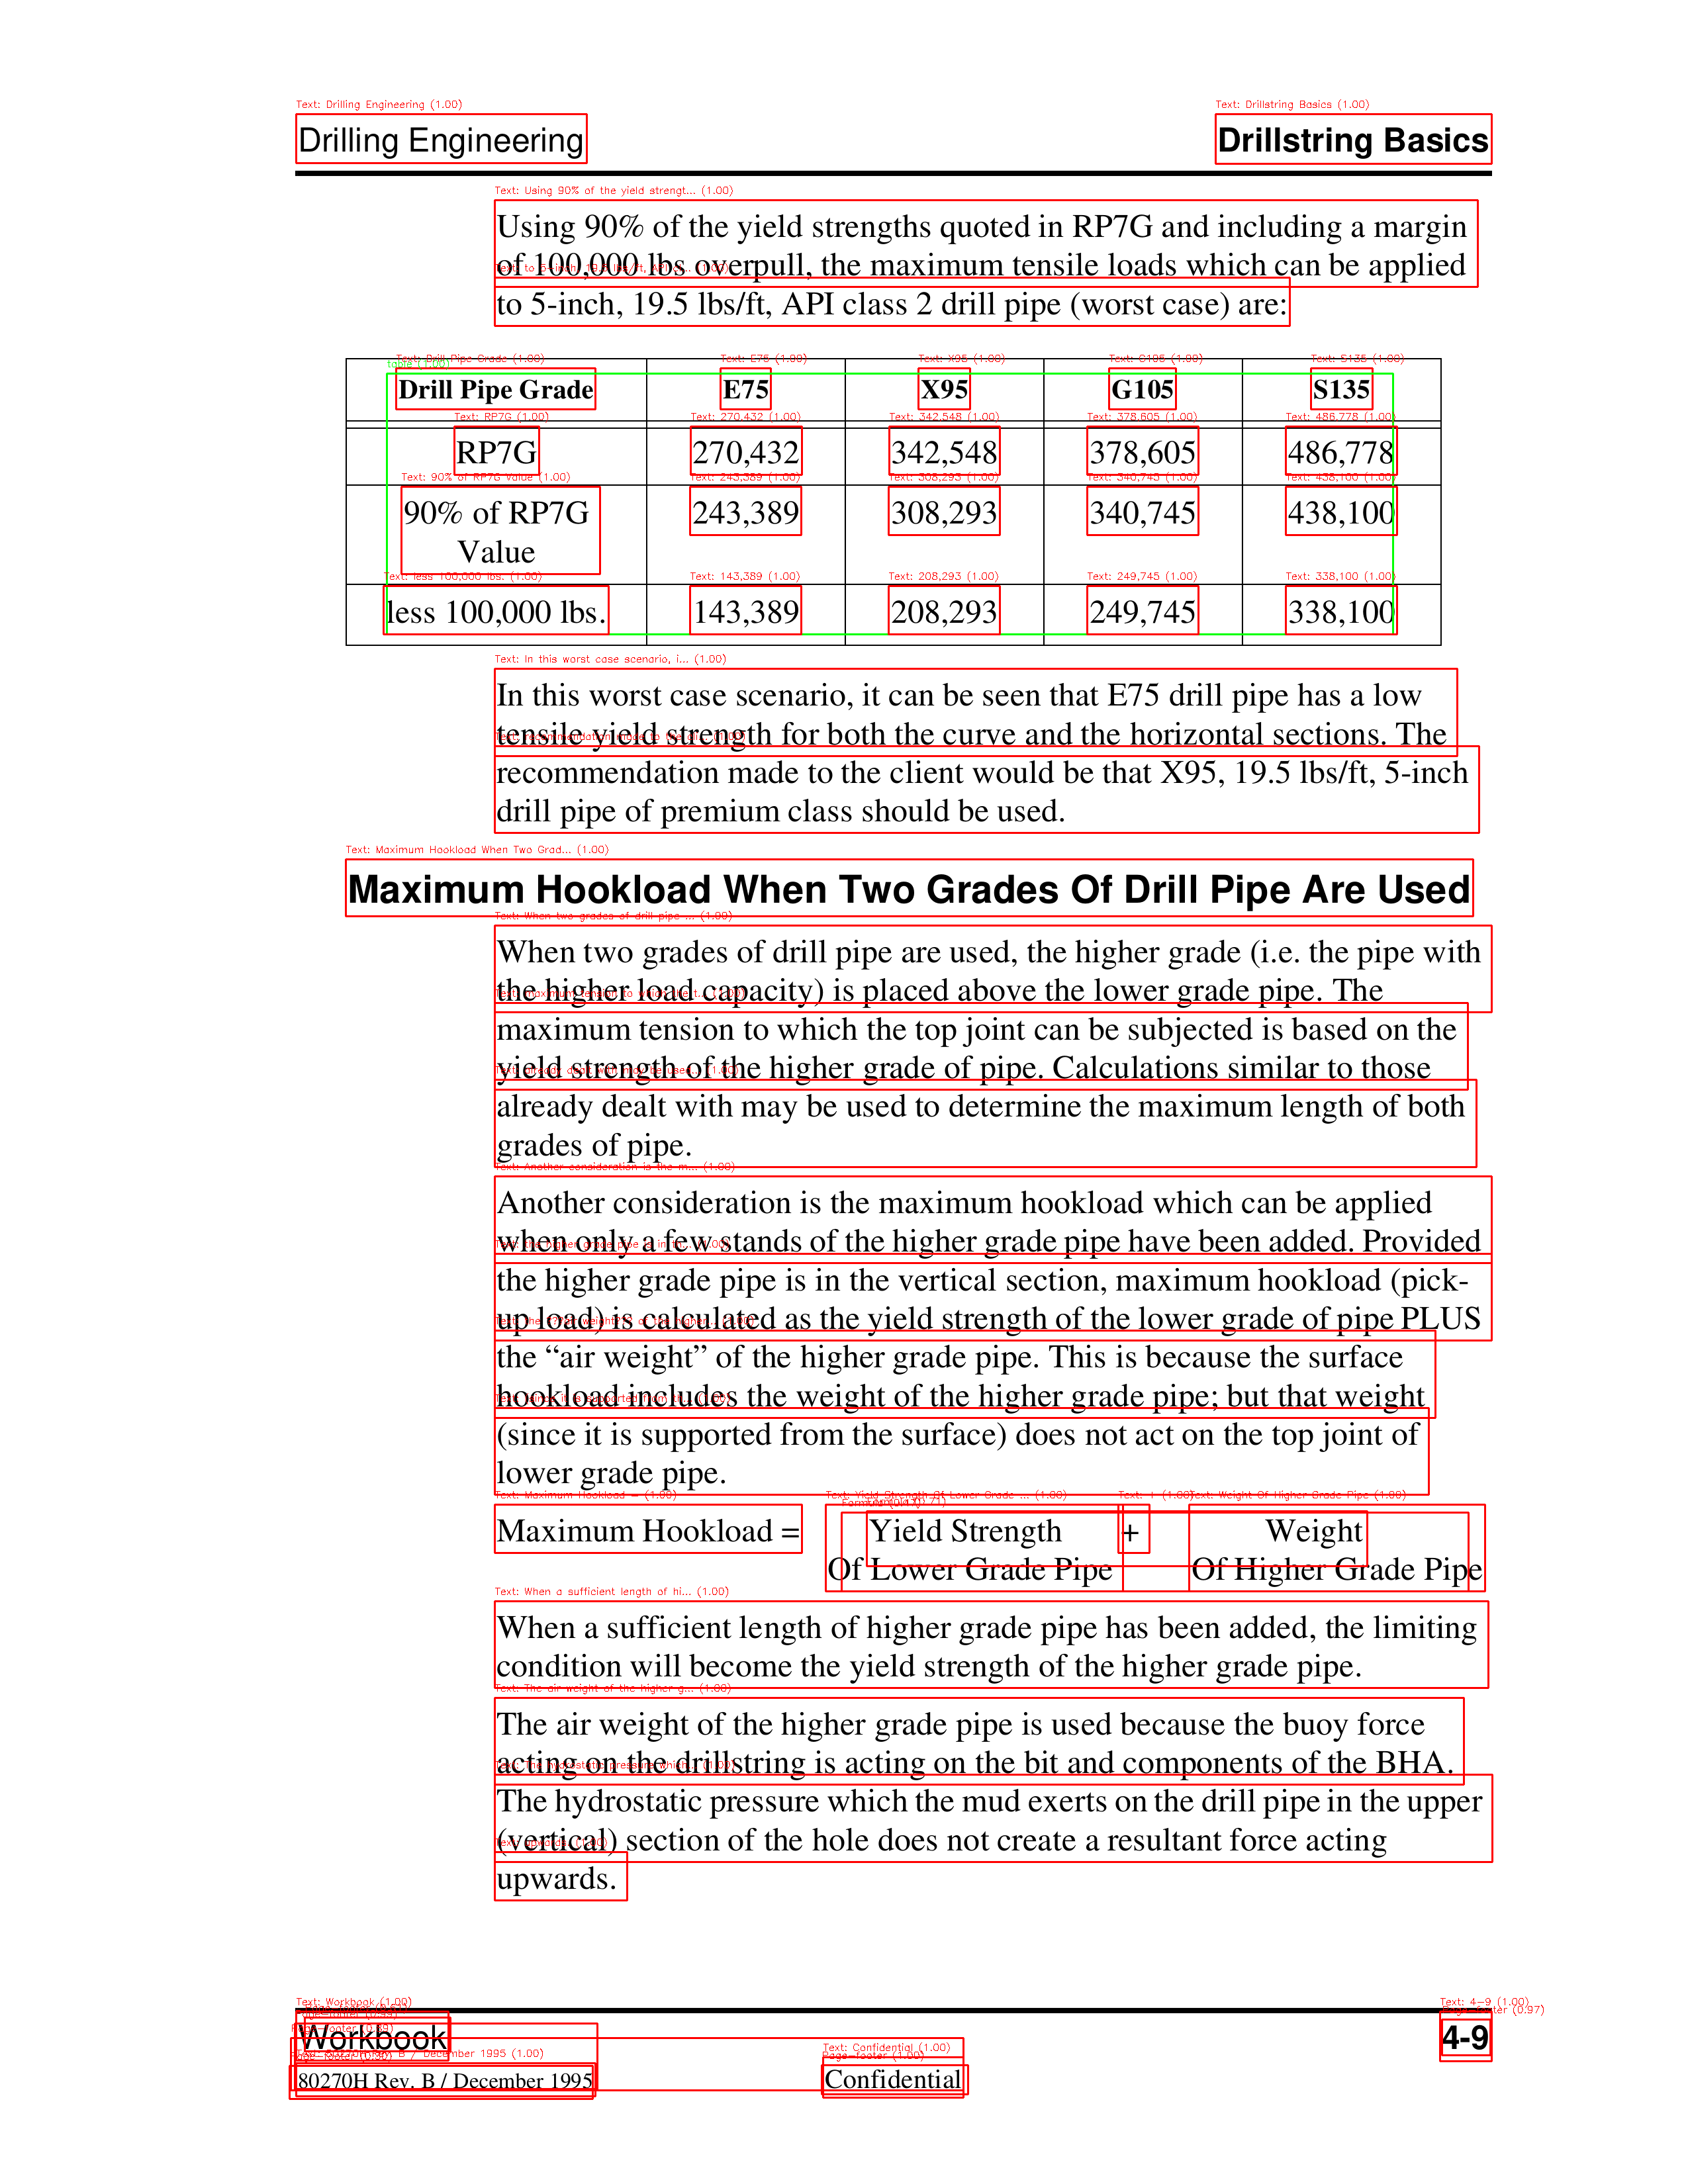 Drilling Engineering
Drillstring Basics
Using 90% of the yield strengths quoted in RP7G and including a margin
of 100,000 lbs overpull, the maximum tensile loads which can be applied
to 5-inch, 19.5 lbs/ft, API class 2 drill pipe (worst case) are:
Drill Pipe Grade E75 X95 G105 S135
RP7G 270,432 342,548 378,605 486,778
90% of RP7G 243,389 308,293 340,745 438,100
Value
less 100,000 lbs. 143,389 208,293 249,745 338,100
In this worst case scenario, it can be seen that E75 drill pipe has a low
tensile yield strength for both the curve and the horizontal sections. The
recommendation made to the client would be that X95, 19.5 lbs/ft, 5-inch
drill pipe of premium class should be used.
Maximum Hookload When Two Grades Of Drill Pipe Are Used
When two grades of drill pipe are used, the higher grade (i.e. the pipe with
the higher load capacity) is placed above the lower grade pipe. The
maximum tension to which the top joint can be subjected is based on the
yield strength of the higher grade of pipe. Calculations similar to those
already dealt with may be used to determine the maximum length of both
grades of pipe.
Another consideration is the maximum hookload which can be applied
when only a few stands of the higher grade pipe have been added. Provided
the higher grade pipe is in the vertical section, maximum hookload (pick-
up load) is calculated as the yield strength of the lower grade of pipe PLUS
the “air weight” of the higher grade pipe. This is because the surface
hookload includes the weight of the higher grade pipe; but that weight
(since it is supported from the surface) does not act on the top joint of
lower grade pipe.
Maximum Hookload = Yield Strength + Weight
Of Lower Grade Pipe Of Higher Grade Pipe
When a sufficient length of higher grade pipe has been added, the limiting
condition will become the yield strength of the higher grade pipe.
The air weight of the higher grade pipe is used because the buoy force
acting on the drillstring is acting on the bit and components of the BHA.
The hydrostatic pressure which the mud exerts on the drill pipe in the upper
(vertical) section of the hole does not create a resultant force acting
upwards.
Workbook
4-9
80270H Rev. B / December 1995
Confidential